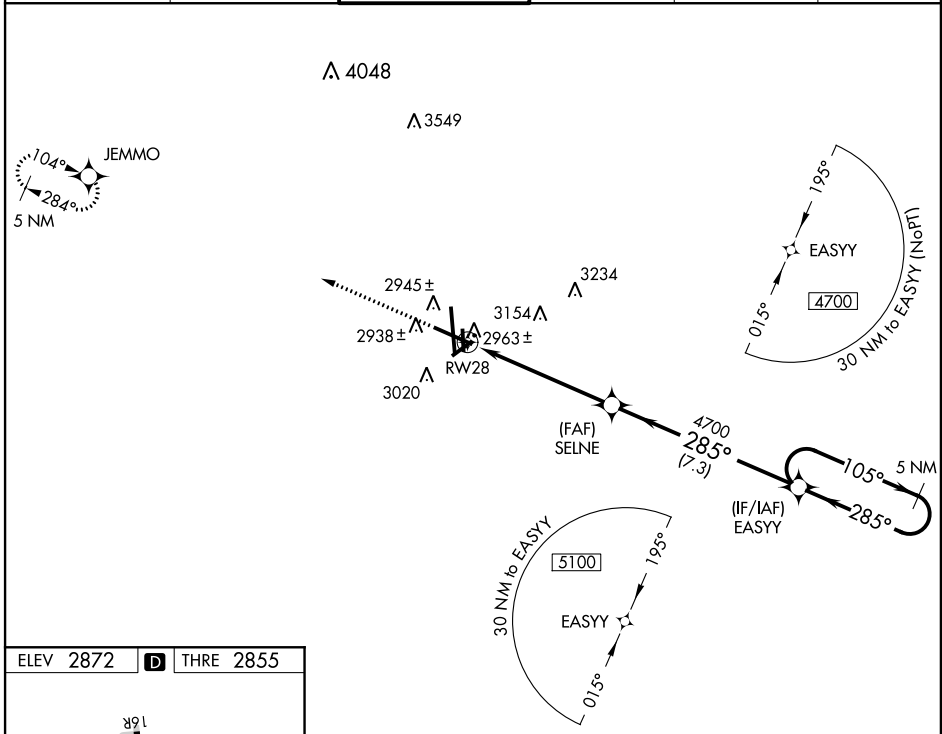 4048
3549
JEMMO
104°
284°
5 NM
195°
EASYY
4700
015°
30 NM to EASYY (NoPT)
3234
2945±
3154
2938±
2963±
RW28
3020
(FAF)
SELNE
4700
285°
(7.3)
105°
5 NM
285°
(IF/IAF)
EASYY
30 NM to EASYY
5100
195°
EASYY
015°
ELEV 2872 D THRE 2855
16R